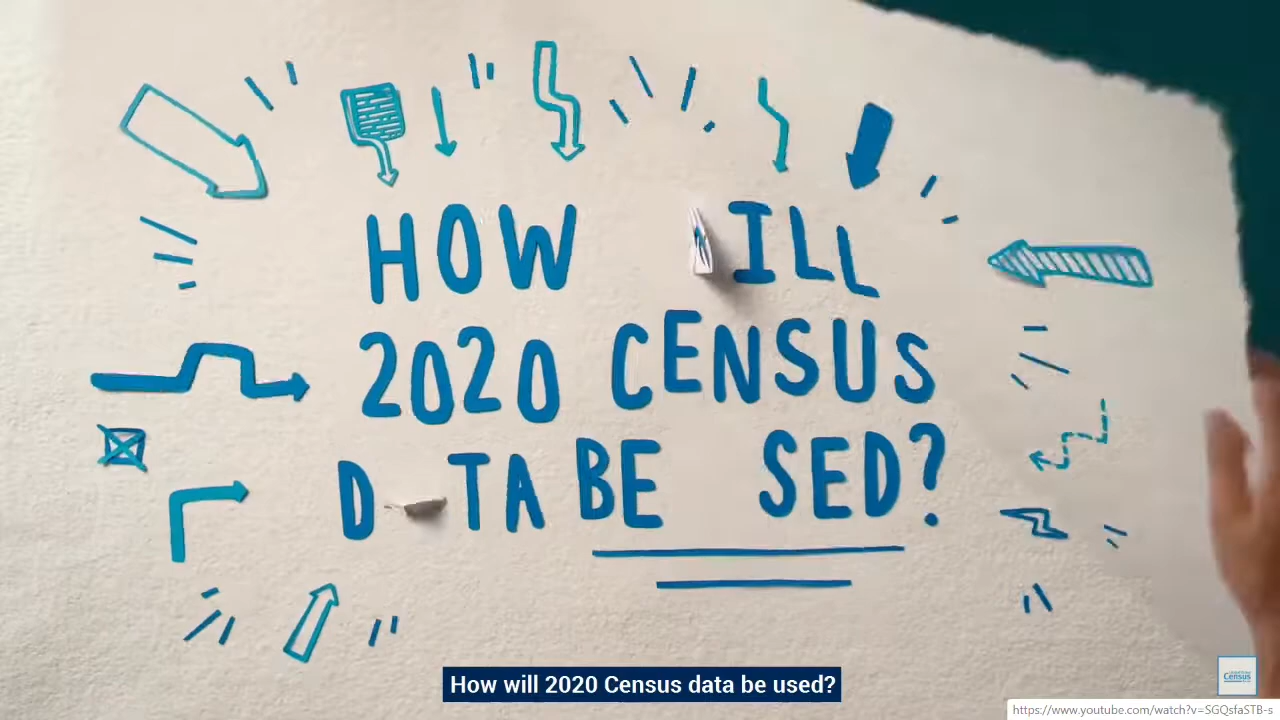 HOW ILL
2020 CENSUS
D TA BE SED?
How will 2020 Census data be used?
Census
https://www.youtube.com/watch?v=SGQsfaSTB-s